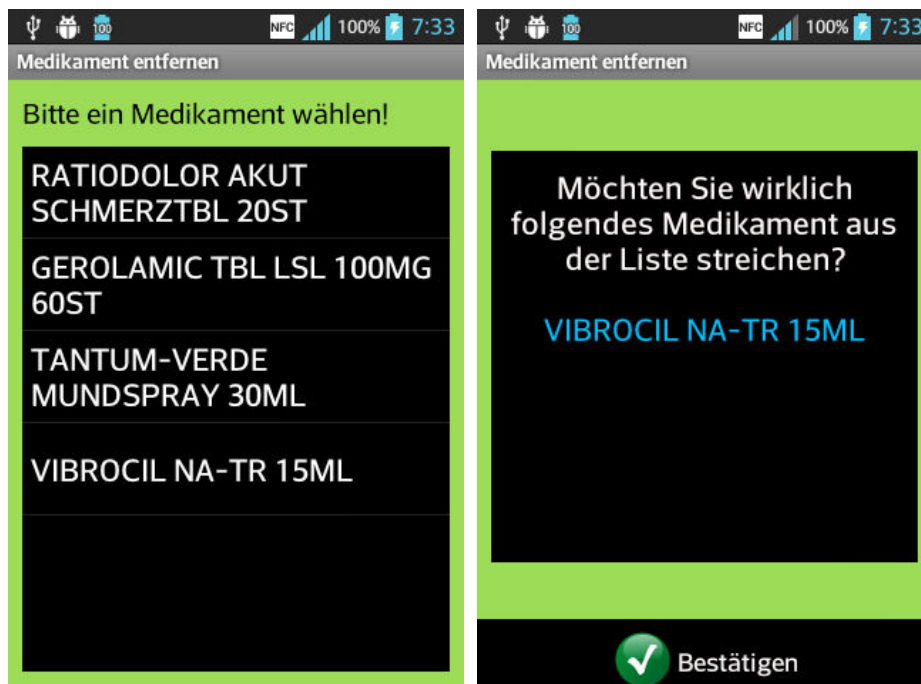 100 NFC 100% 7:33
Medikament entfernen
Bitte ein Medikament wählen!
RATIODOLOR AKUT
SCHMERZTBL 20ST
GEROLAMIC TBL LSL 100MG
60ST
TANTUM-VERDE
MUNDSPRAY 30ML
VIBROCIL NA-TR 15ML
100 NFC 100% 7:33
Medikament entfernen
Möchten Sie wirklich
folgendes Medikament aus
der Liste streichen?
VIBROCIL NA-TR 15ML
Bestätigen